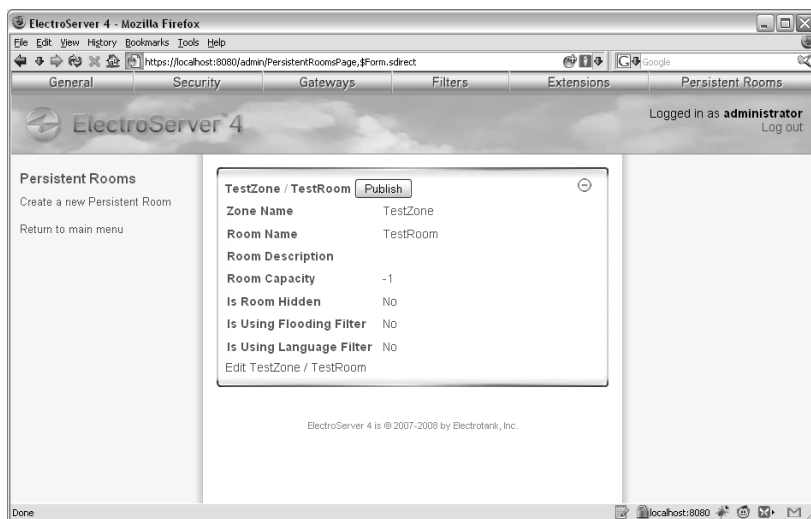 ElectroServer 4 - Mozilla Firefox
File Edit View History Bookmarks Tools Help
https://localhost:8080/admin/PersistentRoomsPage,$Form.sdirect
Google
General Security Gateways Filters Extensions Persistent Rooms
ElectroServer™4
Logged in as administrator
Log out
Persistent Rooms
Create a new Persistent Room
Return to main menu
TestZone / TestRoom Publish
Zone Name TestZone
Room Name TestRoom
Room Description
Room Capacity -1
Is Room Hidden No
Is Using Flooding Filter No
Is Using Language Filter No
Edit TestZone / TestRoom
ElectroServer 4 is © 2007-2008 by Electrotank, Inc.
Done
localhost:8080